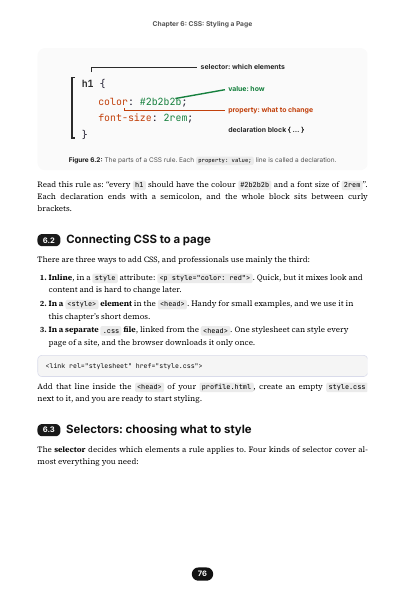 Chapter 6: CSS: Styling a Page
selector: which elements
h1 {
value: how
color: #2b2b2b;
property: what to change
font-size: 2rem;
declaration block { ... }
}
Figure 6.2: The parts of a CSS rule. Each property: value; line is called a declaration.
Read this rule as: “every h1 should have the colour #2b2b2b and a font size of 2rem”.
Each declaration ends with a semicolon, and the whole block sits between curly
brackets.
6.2 Connecting CSS to a page
There are three ways to add CSS, and professionals use mainly the third:
1. Inline, in a style attribute: <p style="color: red">. Quick, but it mixes look and
content and is hard to change later.
2. In a <style> element in the <head>. Handy for small examples, and we use it in
this chapter’s short demos.
3. In a separate .css file, linked from the <head>. One stylesheet can style every
page of a site, and the browser downloads it only once.
<link rel="stylesheet" href="style.css">
Add that line inside the <head> of your profile.html, create an empty style.css
next to it, and you are ready to start styling.
6.3 Selectors: choosing what to style
The selector decides which elements a rule applies to. Four kinds of selector cover al-
most everything you need:
76